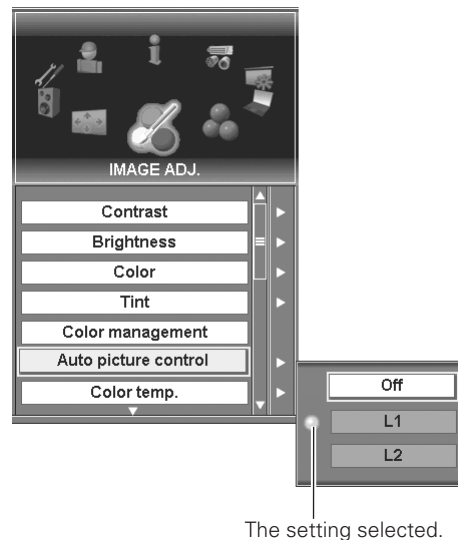 IMAGE ADJ.
Contrast
Brightness
Color
Tint
Color management
Auto picture control
Color temp.
Off
L1
L2
The setting selected.